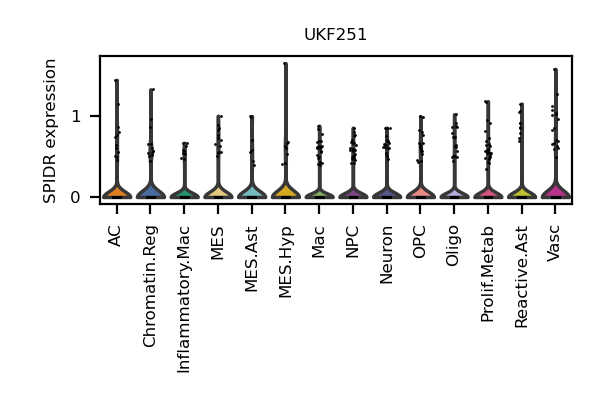 UKF251
SPIDR expression
1
0
AC
Chromatin.Reg
Inflammatory.Mac
MES
MES.Ast
MES.Hyp
Mac
NPC
Neuron
OPC
Oligo
Prolif.Metab
Reactive.Ast
Vasc